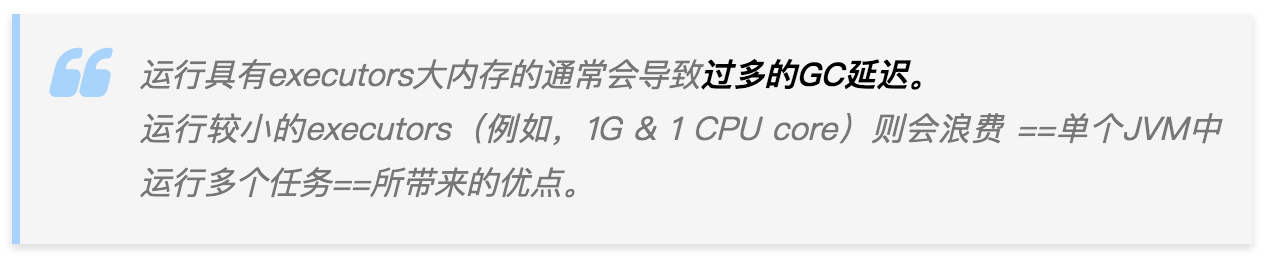 运行具有executors大内存的通常会导致过多的GC延迟。
运行较小的executors（例如，1G & 1 CPU core）则会浪费 ==单个JVM中
运行多个任务==所带来的优点。